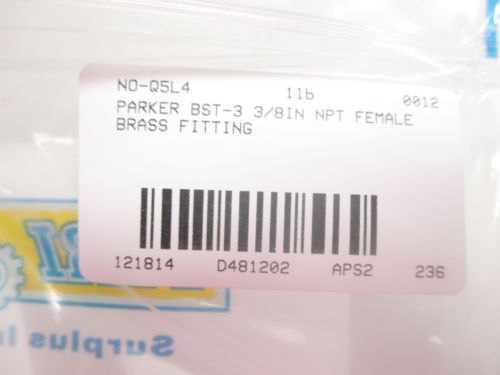 NO-Q5L4 1lb 0012
PARKER BST-3 3/8IN NPT FEMALE
BRASS FITTING
121814 D481202 APS2 236
Surplus